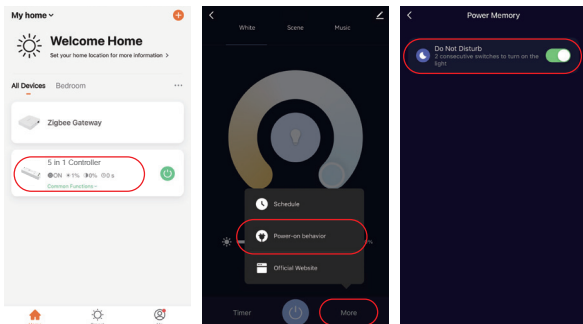 My home
Welcome Home
Set your home location for more information >
All Devices Bedroom ...
Zigbee Gateway
5 in 1 Controller
ON 1% 0% 0 s
Common Functions
White Scene Music
Schedule
Power-on behavior
%
Official Website
Timer More
Power Memory
Do Not Disturb
2 consecutive switches to turn on the
light